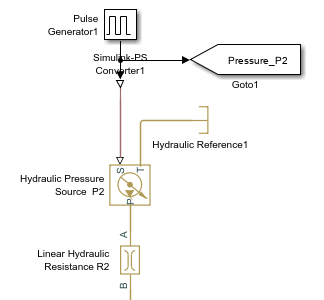 Pulse
Generator1
Simulink-PS
Converter1
Pressure_P2
Goto1
Hydraulic Reference1
S
T
Hydraulic Pressure
Source P2
P
A
Linear Hydraulic
Resistance R2
B